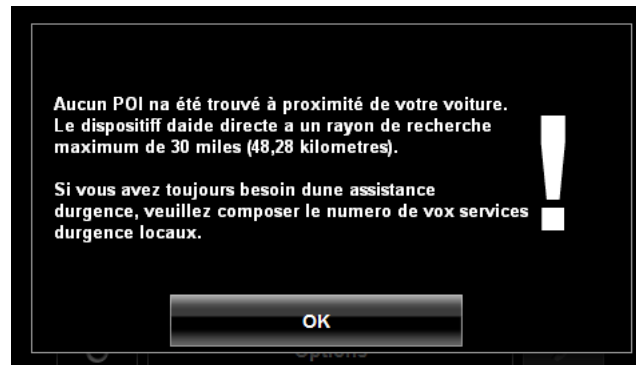 Aucun POI na été trouvé à proximité de votre voiture.
Le dispositiff daide directe a un rayon de recherche
maximum de 30 miles (48,28 kilometres).
Si vous avez toujours besoin dune assistance
durgence, veuillez composer le numero de vox services
durgence locaux.
!
OK
Options